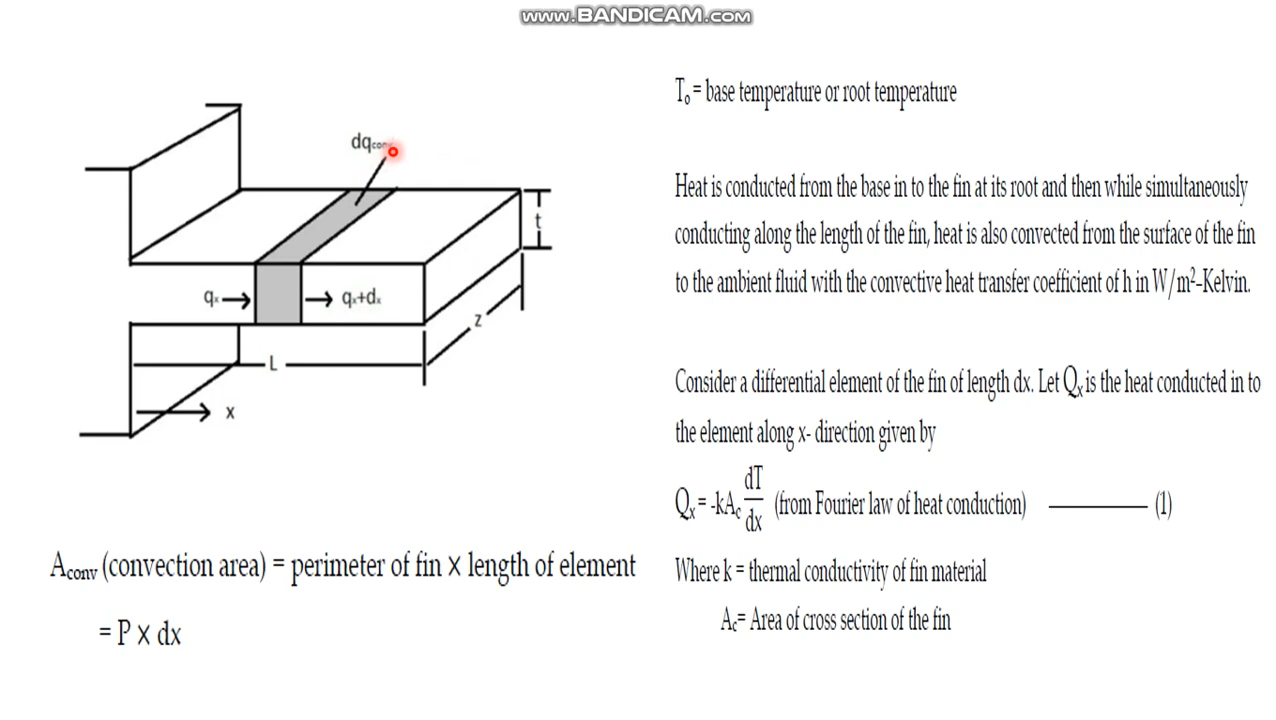 www.BANDICAM.com
T₀ = base temperature or root temperature
Heat is conducted from the base in to the fin at its root and then while simultaneously
conducting along the length of the fin, heat is also convected from the surface of the fin
to the ambient fluid with the convective heat transfer coefficient of h in W/m²-Kelvin.
Consider a differential element of the fin of length dx. Let Qₓ is the heat conducted in to
the element along x- direction given by
Qₓ = -kA_c dT/dx (from Fourier law of heat conduction) ———— (1)
Where k = thermal conductivity of fin material
A_c= Area of cross section of the fin
dq_conv
t
qₓ
qₓ+dₓ
z
L
x
A_conv (convection area) = perimeter of fin × length of element
= P × dx